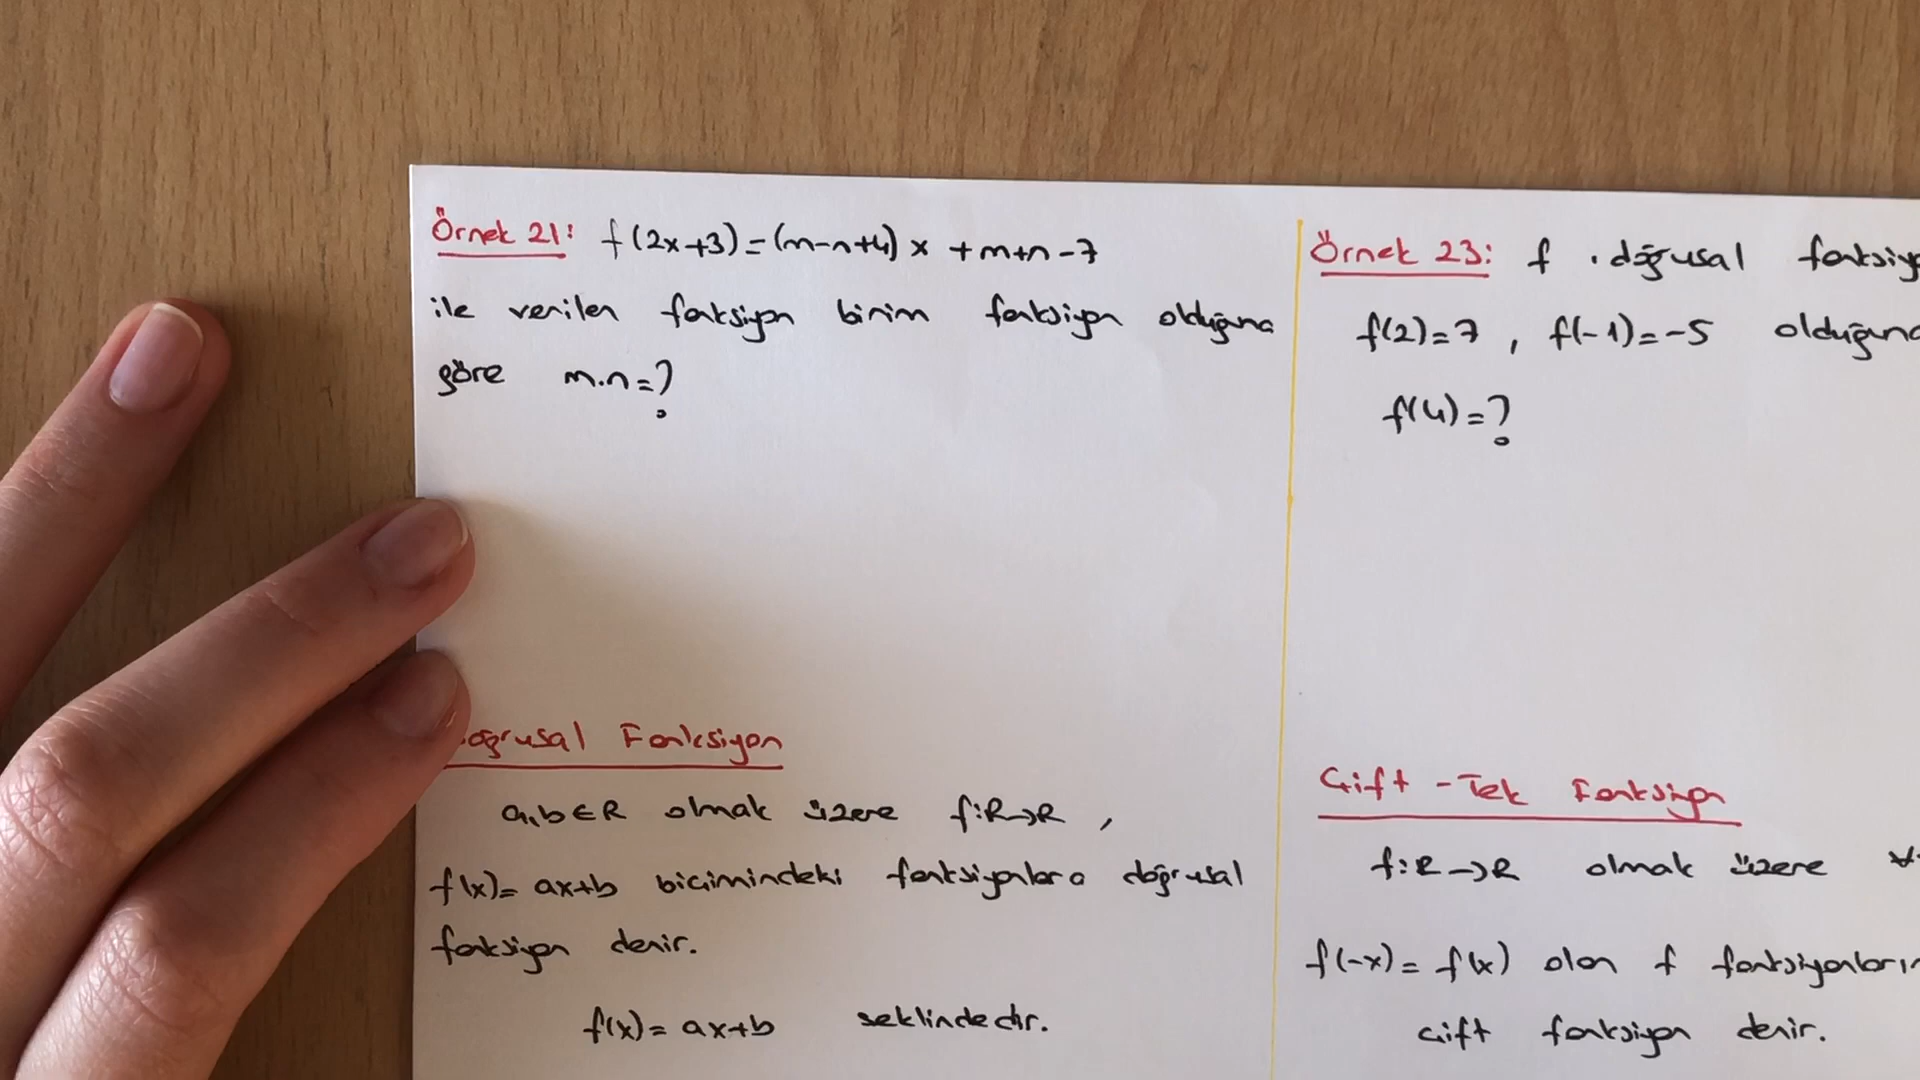 Örnek 21: f(2x+3)=(m-n+4)x +m+n-7
ile verilen fonksiyon birim fonksiyon olduğuna
göre m.n=?
Doğrusal Fonksiyon
a,b∈R olmak üzere f:R→R ,
f(x)= ax+b biçimindeki fonksiyonlara doğrusal
fonksiyon denir.
f(x)= ax+b şeklindedir.
Örnek 23: f doğrusal
f(2)=7 , f(-1)=-5
f(4)=?
Çift - Tek Fonksiyon
f:R→R olmak üzere
f(-x)= f(x) olan f
çift fonksiyon denir.